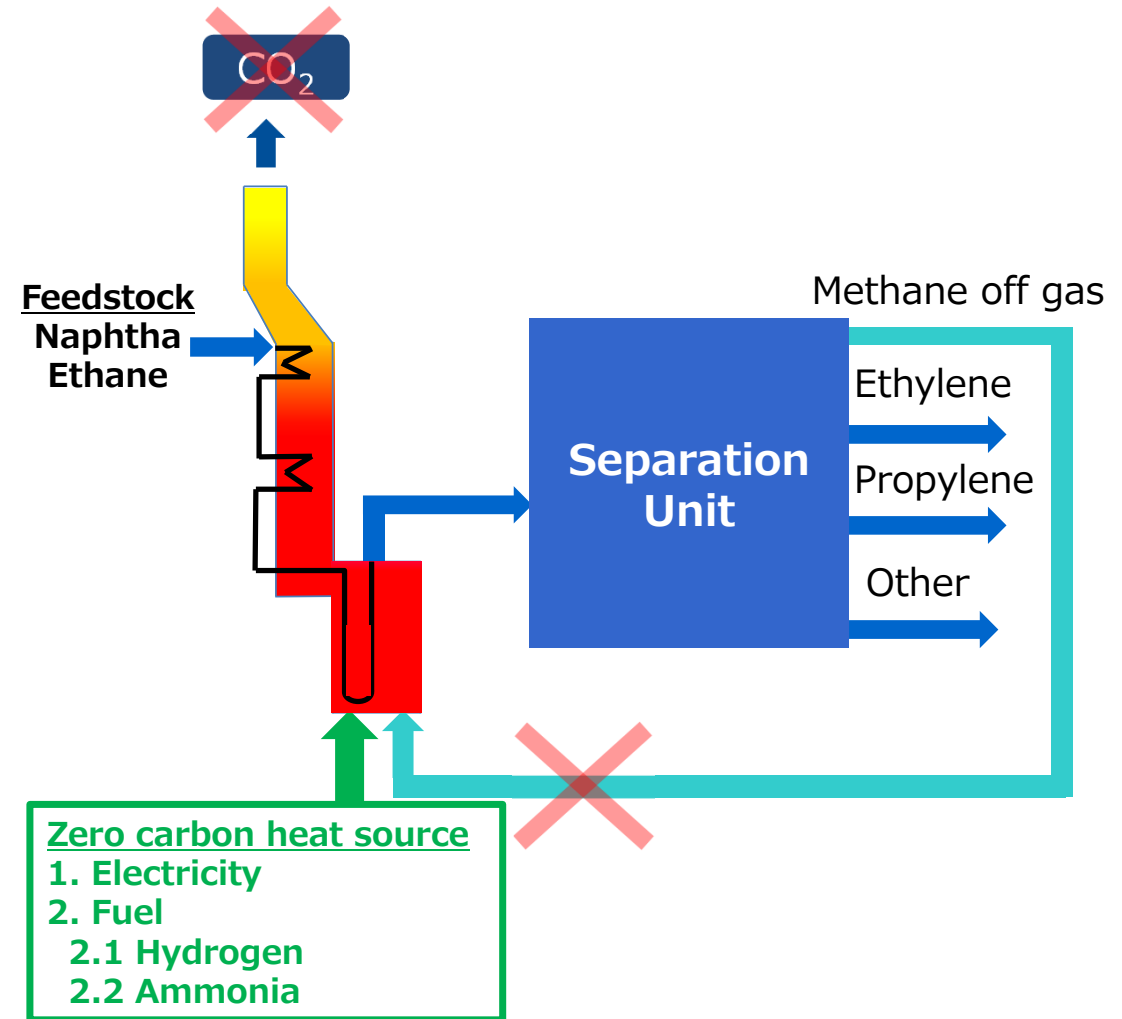 CO₂
Feedstock
Naphtha
Ethane
Methane off gas
Ethylene
Separation
Unit
Propylene
Other
Zero carbon heat source
1. Electricity
2. Fuel
2.1 Hydrogen
2.2 Ammonia